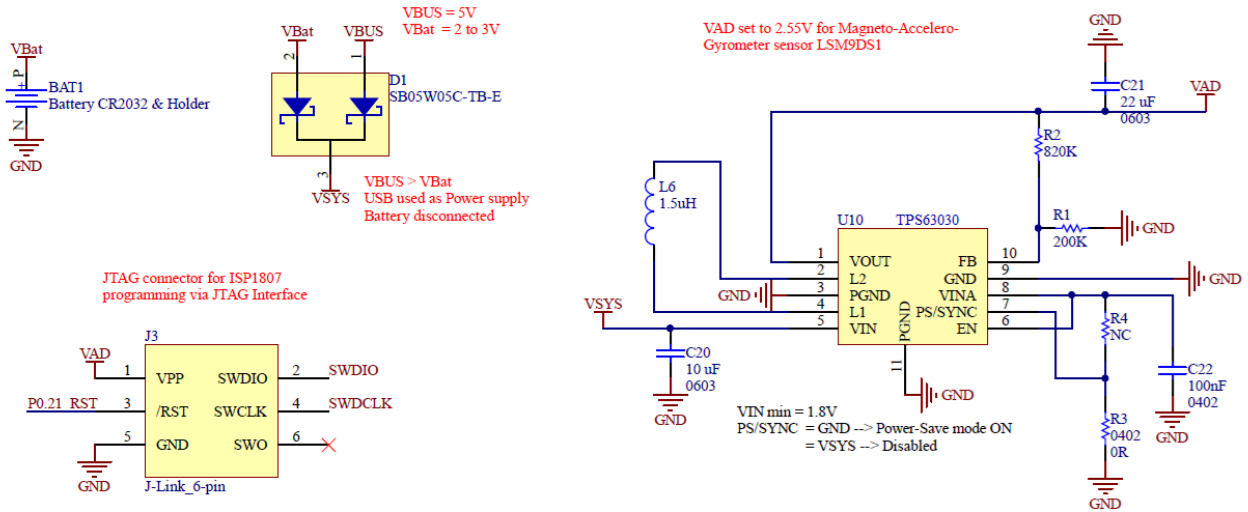 VBUS = 5V
VBat = 2 to 3V
VBat
VBUS
2
1
D1
SB05W05C-TB-E
3
VSYS
VBUS > VBat
USB used as Power supply
Battery disconnected
VBat
P
+
BAT1
Battery CR2032 & Holder
N
GND
VAD set to 2.55V for Magneto-Accelero-
Gyrometer sensor LSM9DS1
GND
C21
22 uF
0603
VAD
R2
820K
R1
200K
GND
L6
1.5uH
U10 TPS63030
1 VOUT FB 10
2 L2 GND 9
3 PGND VINA 8
4 L1 PS/SYNC 7
5 VIN EN 6
PGND
11
GND
GND
GND
VSYS
C20
10 uF
0603
GND
R4
NC
C22
100nF
0402
GND
R3
0402
0R
GND
VIN min = 1.8V
PS/SYNC = GND --> Power-Save mode ON
= VSYS --> Disabled
JTAG connector for ISP1807
programming via JTAG Interface
J3
VAD
1 VPP SWDIO 2 SWDIO
P0.21_RST 3 /RST SWCLK 4 SWDCLK
5 GND SWO 6
GND
J-Link_6-pin